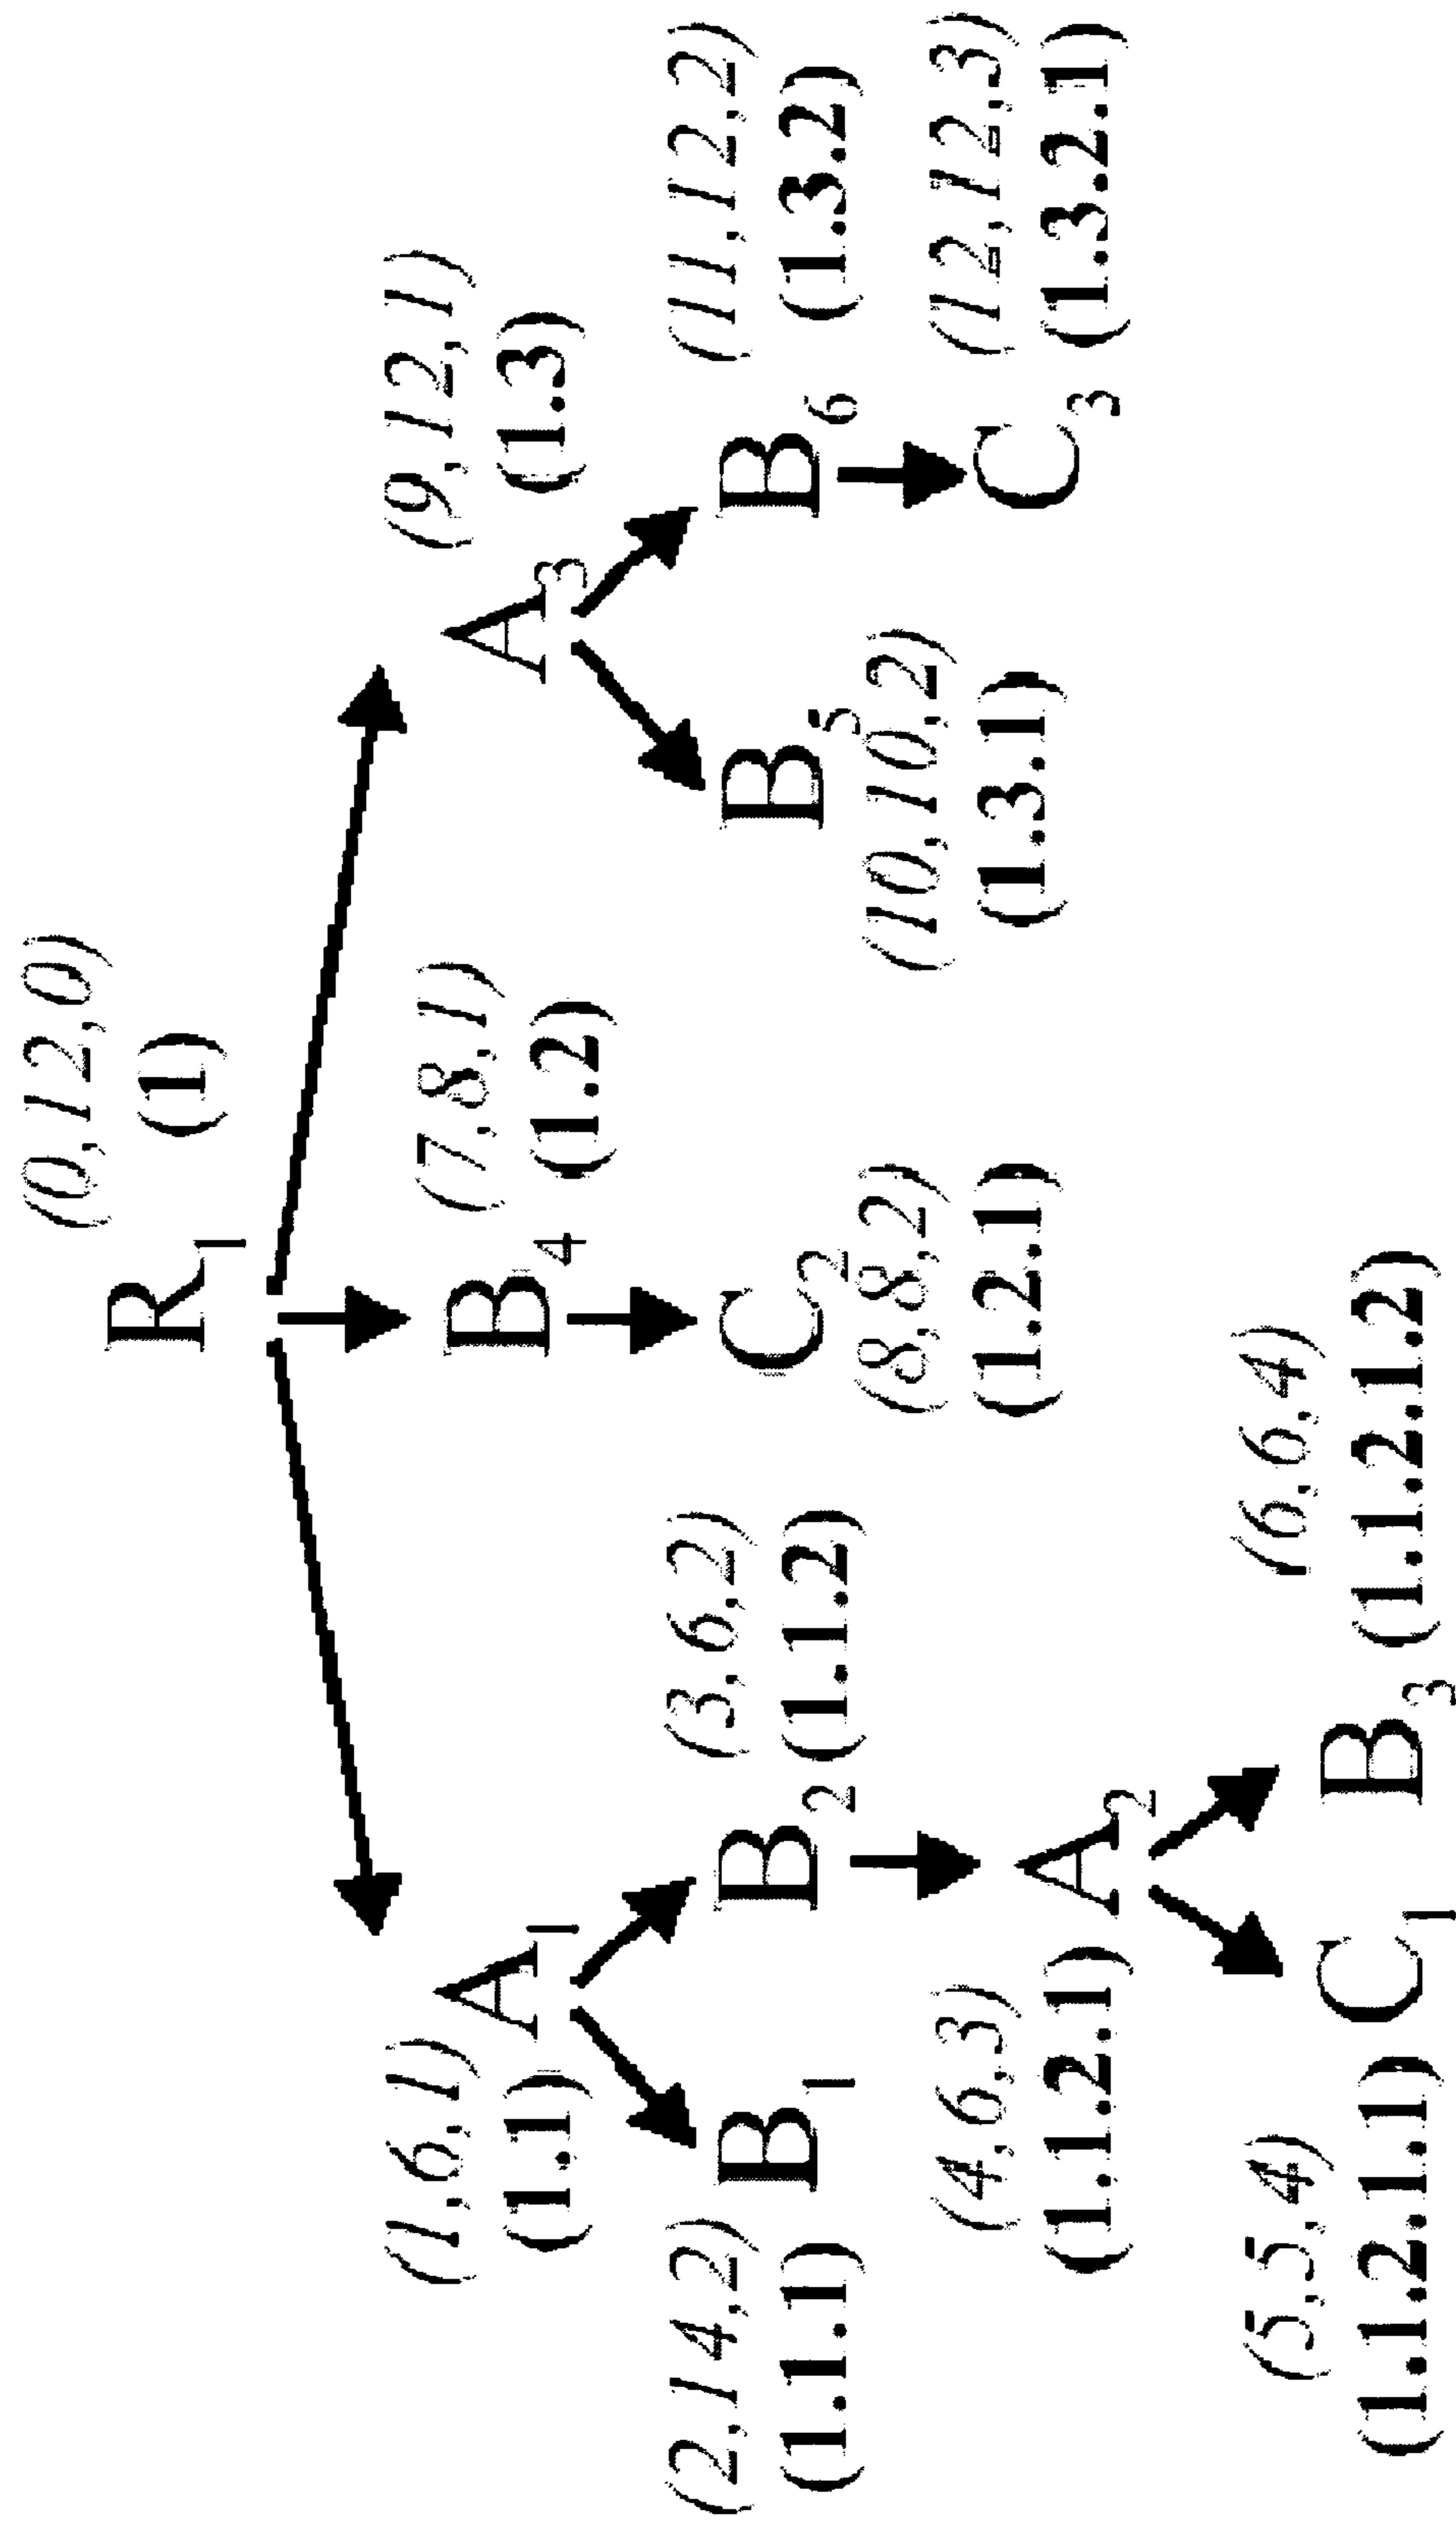 (0,12,0)
R1 (1)
(1,6,1)
(1.1)
A1
(7,8,1)
B4 (1.2)
(9,12,1)
A3 (1.3)
(2,14,2)
(1.1.1)
B1
(3,6,2)
B2 (1.1.2)
C2
(8,8,2)
(1.2.1)
B5
(10,10,2)
(1.3.1)
(11,12,2)
B6 (1.3.2)
(4,6,3)
(1.1.2.1)
A2
(12,12,3)
C3 (1.3.2.1)
(5,5,4)
(1.1.2.1.1)
C1
(6,6,4)
B3 (1.1.2.1.2)